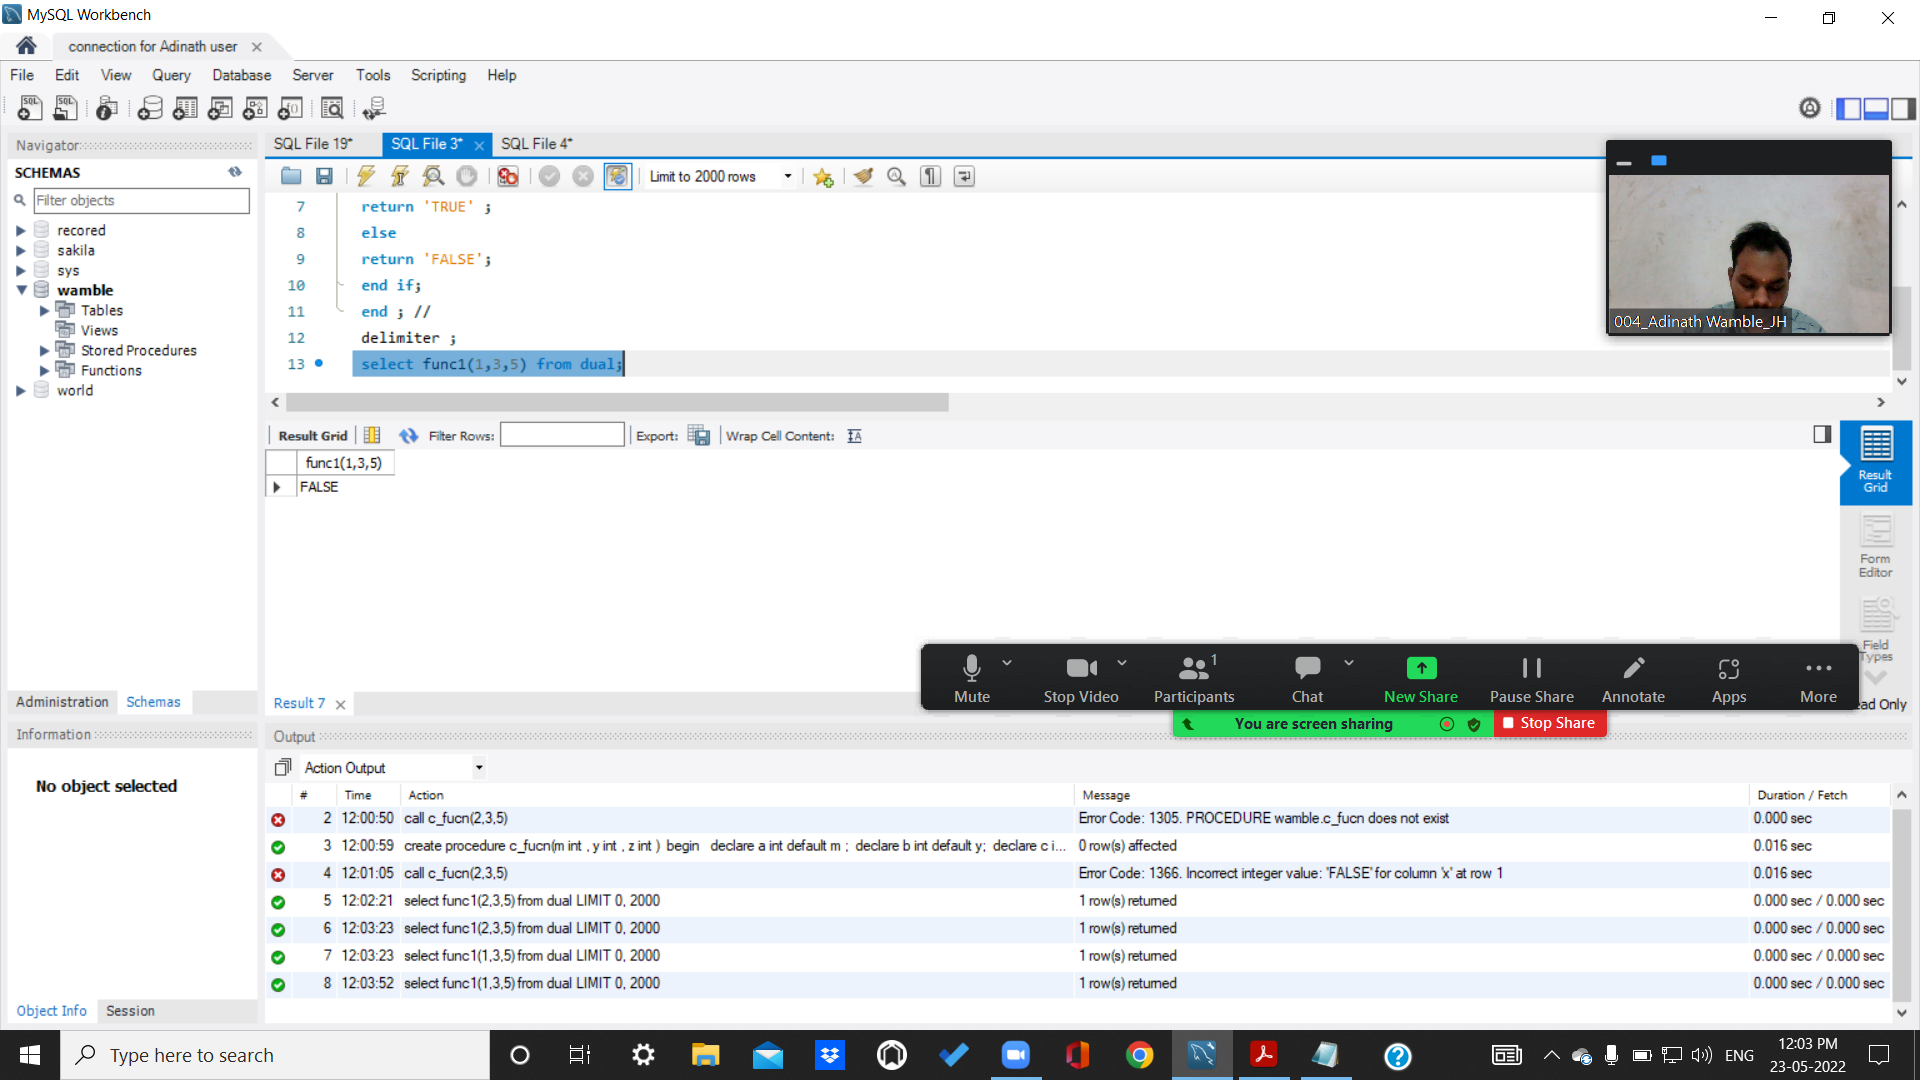 MySQL Workbench
connection for Adinath user
File Edit View Query Database Server Tools Scripting Help
Navigator
SCHEMAS
Filter objects
recored
sakila
sys
wamble
Tables
Views
Stored Procedures
Functions
world
Administration Schemas
Information
No object selected
Object Info Session
SQL File 19* SQL File 3* SQL File 4*
Limit to 2000 rows
7 return 'TRUE' ;
8 else
9 return 'FALSE';
10 end if;
11 end ; //
12 delimiter ;
13 select func1(1,3,5) from dual;
004_Adinath Wamble_JH
Result Grid Filter Rows: Export: Wrap Cell Content:
func1(1,3,5)
FALSE
Result Grid
Form Editor
Field Types
Mute Stop Video Participants 1 Chat New Share Pause Share Annotate Apps More
You are screen sharing Stop Share
Result 7
ead Only
Output
Action Output
# Time Action Message Duration / Fetch
2 12:00:50 call c_fucn(2,3,5) Error Code: 1305. PROCEDURE wamble.c_fucn does not exist 0.000 sec
3 12:00:59 create procedure c_fucn(m int , y int , z int ) begin declare a int default m ; declare b int default y; declare c i... 0 row(s) affected 0.016 sec
4 12:01:05 call c_fucn(2,3,5) Error Code: 1366. Incorrect integer value: 'FALSE' for column 'x' at row 1 0.016 sec
5 12:02:21 select func1(2,3,5) from dual LIMIT 0, 2000 1 row(s) returned 0.000 sec / 0.000 sec
6 12:03:23 select func1(2,3,5) from dual LIMIT 0, 2000 1 row(s) returned 0.000 sec / 0.000 sec
7 12:03:23 select func1(1,3,5) from dual LIMIT 0, 2000 1 row(s) returned 0.000 sec / 0.000 sec
8 12:03:52 select func1(1,3,5) from dual LIMIT 0, 2000 1 row(s) returned 0.000 sec / 0.000 sec
Type here to search
ENG
12:03 PM
23-05-2022